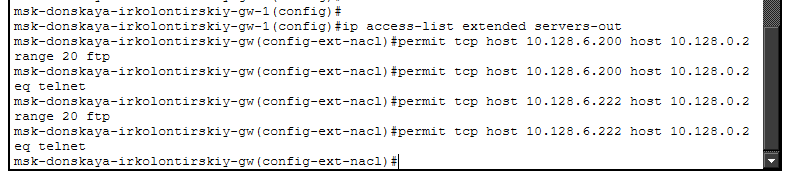 msk-donskaya-irkolontirskiy-gw-1(config)#
msk-donskaya-irkolontirskiy-gw-1(config)#ip access-list extended servers-out
msk-donskaya-irkolontirskiy-gw(config-ext-nacl)#permit tcp host 10.128.6.200 host 10.128.0.2
range 20 ftp
msk-donskaya-irkolontirskiy-gw(config-ext-nacl)#permit tcp host 10.128.6.200 host 10.128.0.2
eq telnet
msk-donskaya-irkolontirskiy-gw(config-ext-nacl)#permit tcp host 10.128.6.222 host 10.128.0.2
range 20 ftp
msk-donskaya-irkolontirskiy-gw(config-ext-nacl)#permit tcp host 10.128.6.222 host 10.128.0.2
eq telnet
msk-donskaya-irkolontirskiy-gw(config-ext-nacl)#